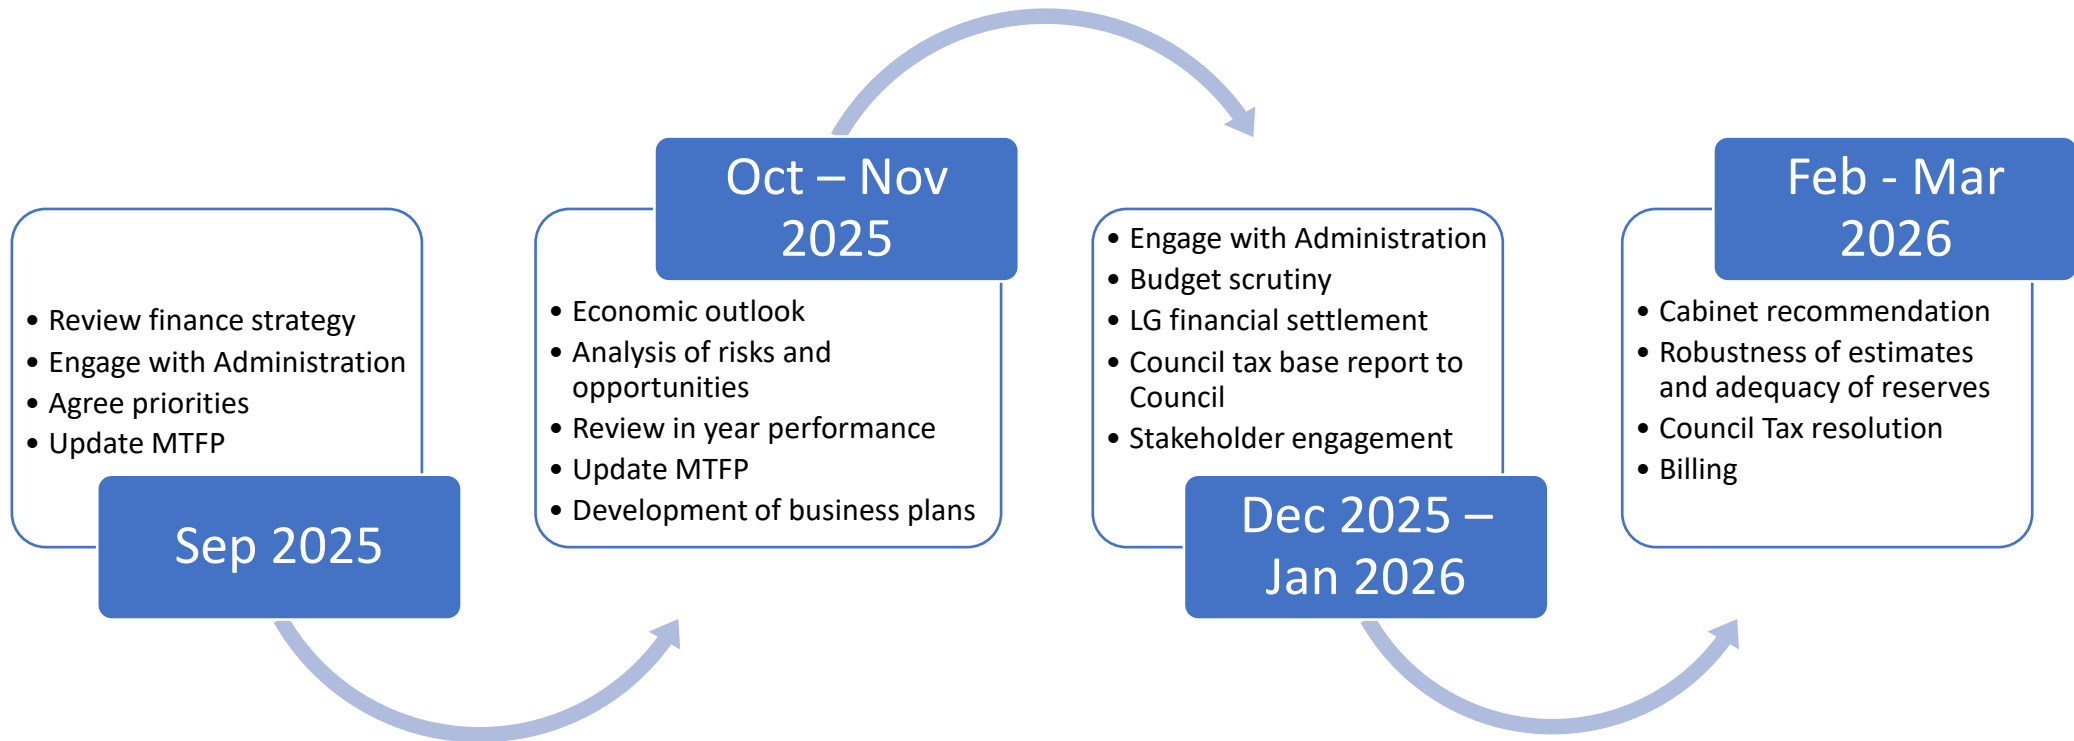 • Review finance strategy
• Engage with Administration
• Agree priorities
• Update MTFP
Sep 2025
Oct – Nov
2025
• Economic outlook
• Analysis of risks and
opportunities
• Review in year performance
• Update MTFP
• Development of business plans
• Engage with Administration
• Budget scrutiny
• LG financial settlement
• Council tax base report to
Council
• Stakeholder engagement
Dec 2025 –
Jan 2026
Feb - Mar
2026
• Cabinet recommendation
• Robustness of estimates
and adequacy of reserves
• Council Tax resolution
• Billing